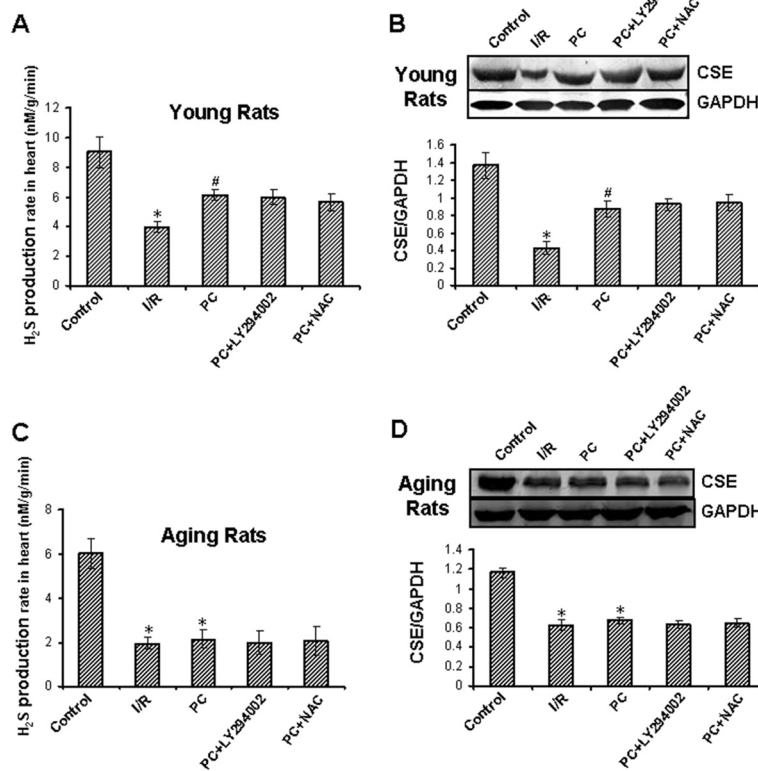 A
H2S production rate in heart (nM/g/min)
Young Rats
12
10
8
6
4
2
0
*
#
Control
I/R
PC
PC+LY294002
PC+NAC
B
Control
I/R
PC
PC+NAC
Young
Rats
CSE
GAPDH
CSE/GAPDH
1.6
1.4
1.2
1
0.8
0.6
0.4
0.2
0
*
#
Control
I/R
PC
PC+LY294002
PC+NAC
C
H2S production rate in heart (nM/g/min)
Aging Rats
8
6
4
2
0
*
*
Control
I/R
PC
PC+LY294002
PC+NAC
D
Control
I/R
PC
PC+LY294002
PC+NAC
Aging
Rats
CSE
GAPDH
CSE/GAPDH
1.4
1.2
1
0.8
0.6
0.4
0.2
0
*
*
Control
I/R
PC
PC+LY294002
PC+NAC